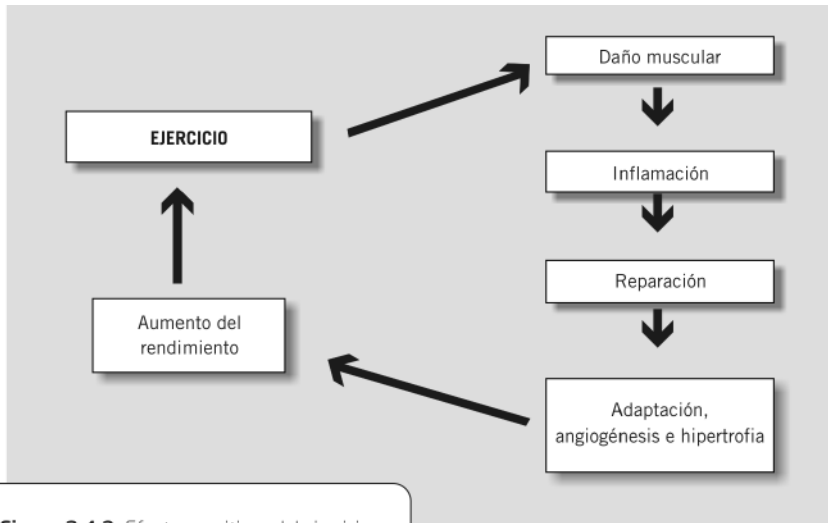 EJERCICIO
Daño muscular
Inflamación
Reparación
Adaptación,
angiogénesis e hipertrofia
Aumento del
rendimiento